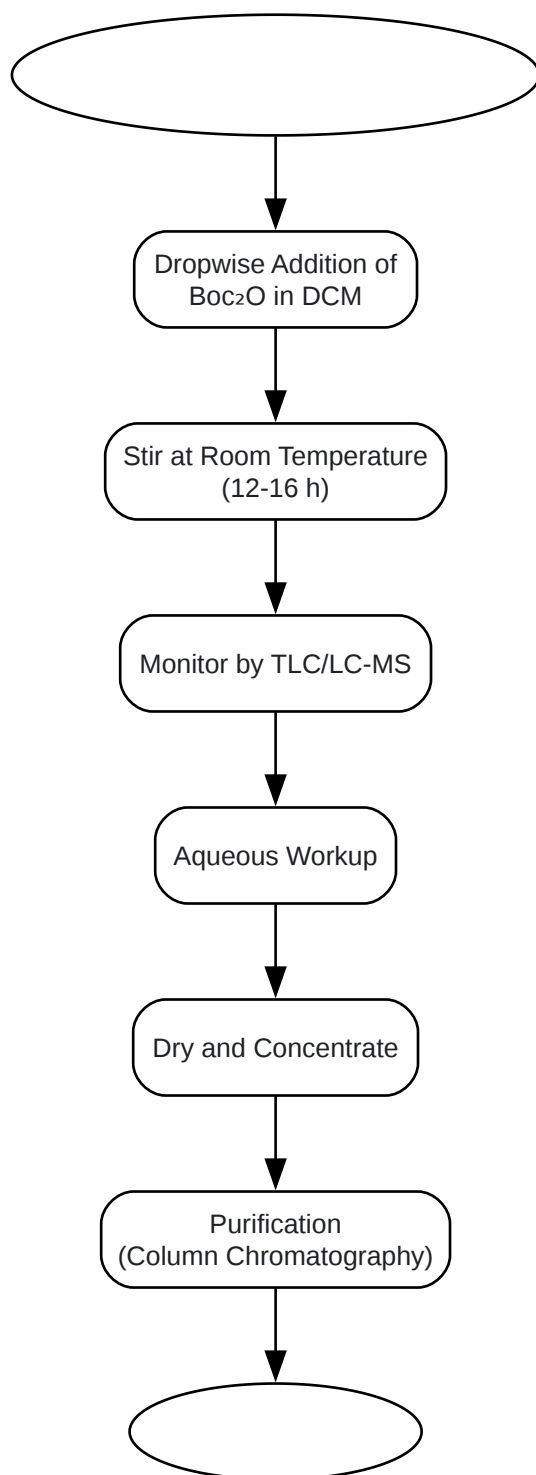 Dropwise Addition of
Boc₂O in DCM
Stir at Room Temperature
(12-16 h)
Monitor by TLC/LC-MS
Aqueous Workup
Dry and Concentrate
Purification
(Column Chromatography)